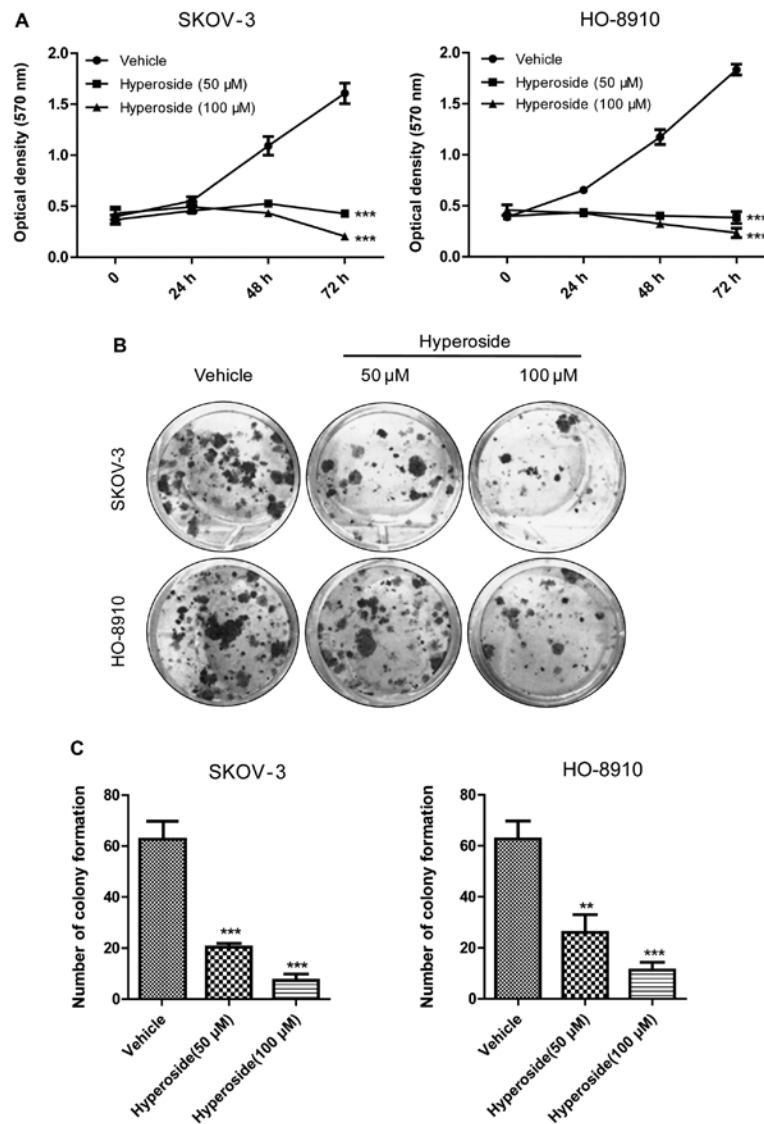 A
SKOV-3
HO-8910
Optical density (570 nm)
2.0
1.5
1.0
0.5
0.0
Vehicle
Hyperoside (50 µM)
Hyperoside (100 µM)
***
***
0
24 h
48 h
72 h
Optical density (570 nm)
2.0
1.5
1.0
0.5
0.0
Vehicle
Hyperoside (50 µM)
Hyperoside (100 µM)
***
***
0
24 h
48 h
72 h
B
Hyperoside
Vehicle
50 µM
100 µM
SKOV-3
HO-8910
C
SKOV-3
HO-8910
Number of colony formation
80
60
40
20
0
***
***
Vehicle
Hyperoside(50 µM)
Hyperoside(100 µM)
Number of colony formation
80
60
40
20
0
**
***
Vehicle
Hyperoside(50 µM)
Hyperoside(100 µM)